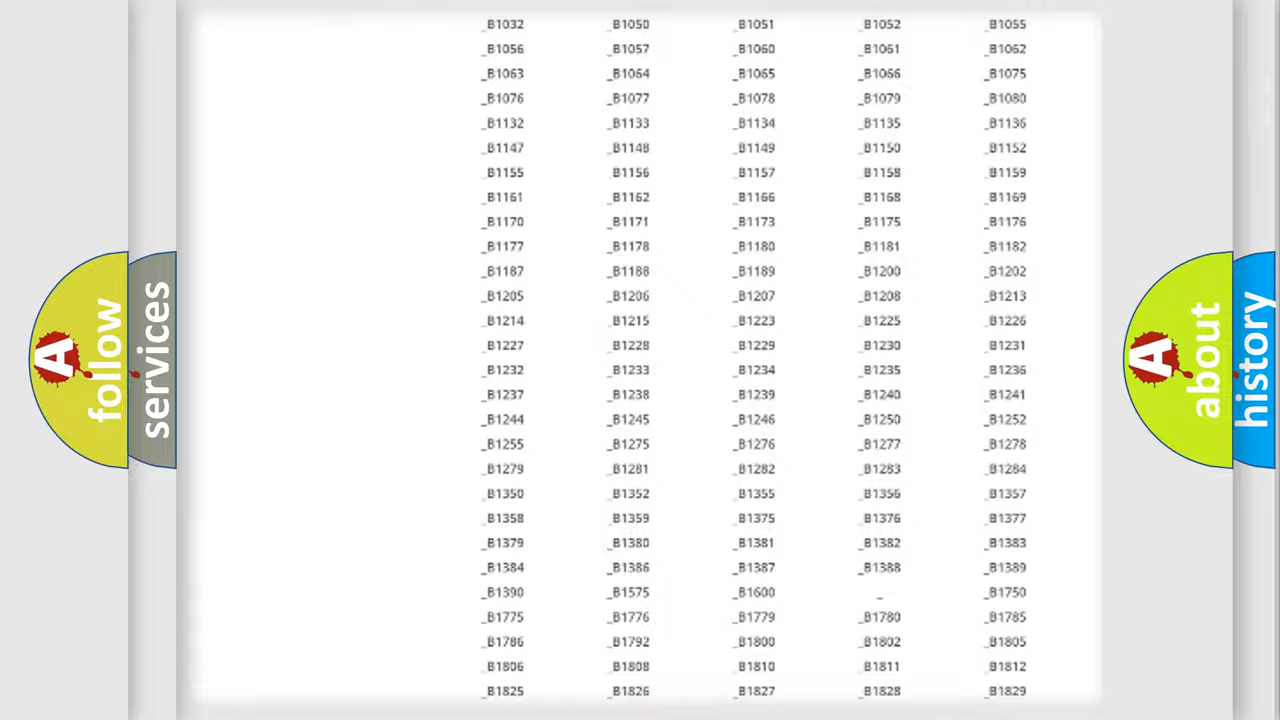 _B1032 _B1050 _B1051 _B1052 _B1055
_B1056 _B1057 _B1060 _B1061 _B1062
_B1063 _B1064 _B1065 _B1066 _B1075
_B1076 _B1077 _B1078 _B1079 _B1080
_B1132 _B1133 _B1134 _B1135 _B1136
_B1147 _B1148 _B1149 _B1150 _B1152
_B1155 _B1156 _B1157 _B1158 _B1159
_B1161 _B1162 _B1166 _B1168 _B1169
_B1170 _B1171 _B1173 _B1175 _B1176
_B1177 _B1178 _B1180 _B1181 _B1182
_B1187 _B1188 _B1189 _B1200 _B1202
_B1205 _B1206 _B1207 _B1208 _B1213
_B1214 _B1215 _B1223 _B1225 _B1226
_B1227 _B1228 _B1229 _B1230 _B1231
_B1232 _B1233 _B1234 _B1235 _B1236
_B1237 _B1238 _B1239 _B1240 _B1241
_B1244 _B1245 _B1246 _B1250 _B1252
_B1255 _B1275 _B1276 _B1277 _B1278
_B1279 _B1281 _B1282 _B1283 _B1284
_B1350 _B1352 _B1355 _B1356 _B1357
_B1358 _B1359 _B1375 _B1376 _B1377
_B1379 _B1380 _B1381 _B1382 _B1383
_B1384 _B1386 _B1387 _B1388 _B1389
_B1390 _B1575 _B1600 _ _B1750
_B1775 _B1776 _B1779 _B1780 _B1785
_B1786 _B1792 _B1800 _B1802 _B1805
_B1806 _B1808 _B1810 _B1811 _B1812
_B1825 _B1826 _B1827 _B1828 _B1829
A follow
services
A about
history